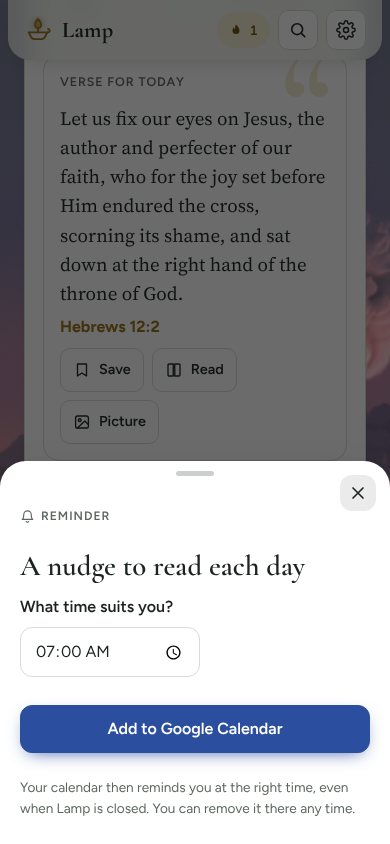 Lamp
1
VERSE FOR TODAY
Let us fix our eyes on Jesus, the
author and perfecter of our
faith, who for the joy set before
Him endured the cross,
scorning its shame, and sat
down at the right hand of the
throne of God.
Hebrews 12:2
Save
Read
Picture
REMINDER
A nudge to read each day
What time suits you?
07:00 AM
Add to Google Calendar
Your calendar then reminds you at the right time, even
when Lamp is closed. You can remove it there any time.